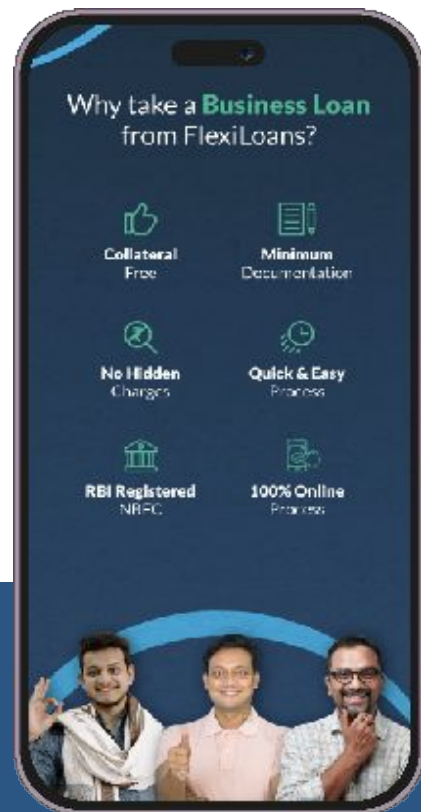 Why take a Business Loan
from FlexiLoans?
Collateral
Free
Minimum
Documentation
No Hidden
Charges
Quick & Easy
Process
RBI Registered
NBFC
100% Online
Process